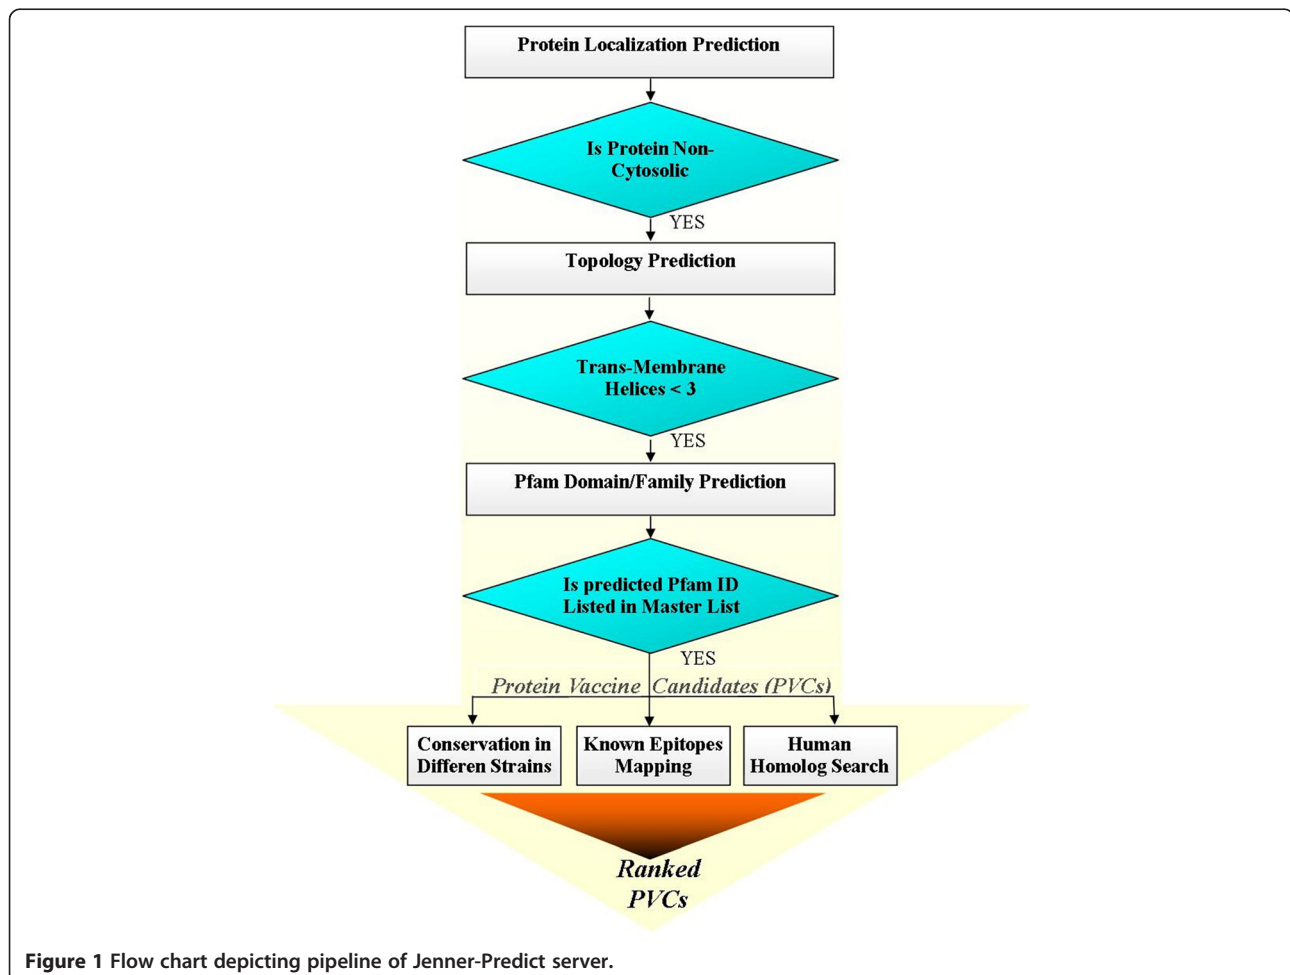 Protein Localization Prediction
Is Protein Non-
Cytosolic
YES
Topology Prediction
Trans-Membrane
Helices < 3
YES
Pfam Domain/Family Prediction
Is predicted Pfam ID
Listed in Master List
YES
Protein Vaccine Candidates (PVCs)
Conservation in
Differen Strains
Known Epitopes
Mapping
Human
Homolog Search
Ranked
PVCs
Figure 1 Flow chart depicting pipeline of Jenner-Predict server.